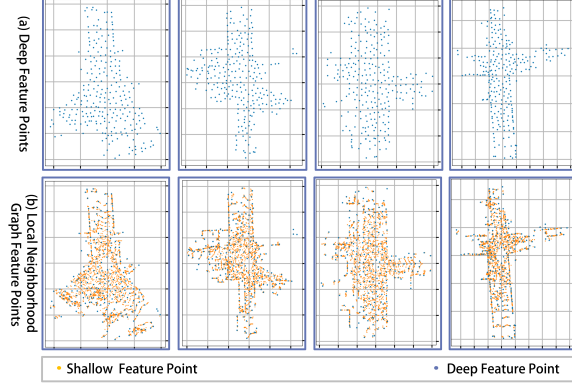 (a) Deep Feature Points
(b) Local Neighborhood
Graph Feature Points
Shallow Feature Point
Deep Feature Point